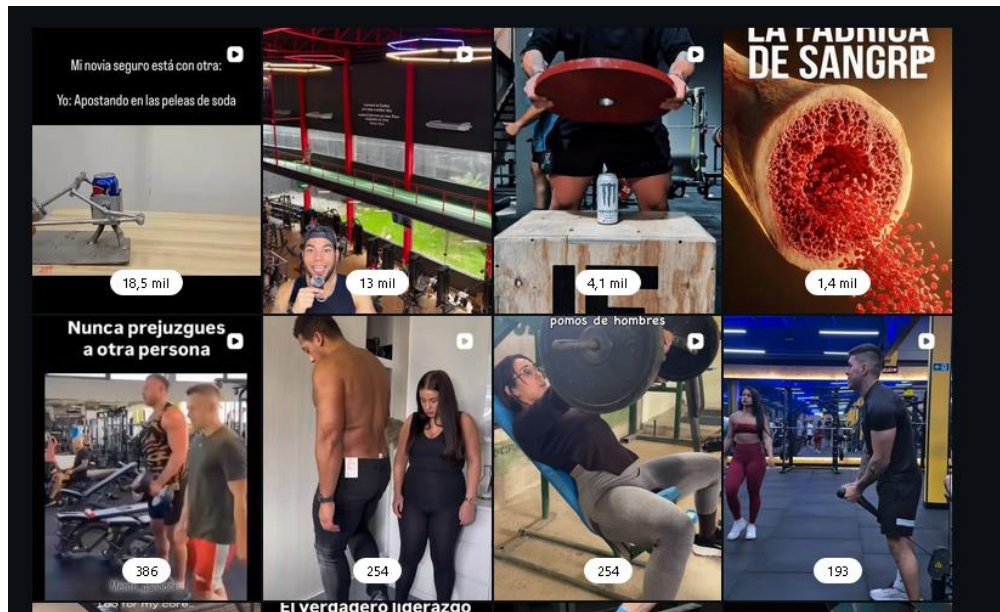 Mi novia seguro está con otra:
Yo: Apostando en las peleas de soda
18,5 mil
13 mil
4,1 mil
LA FÁBRICA
DE SANGRE
1,4 mil
Nunca prejuzgues
a otra persona
386
254
pomos de hombres
254
193
El verdadero liderazgo